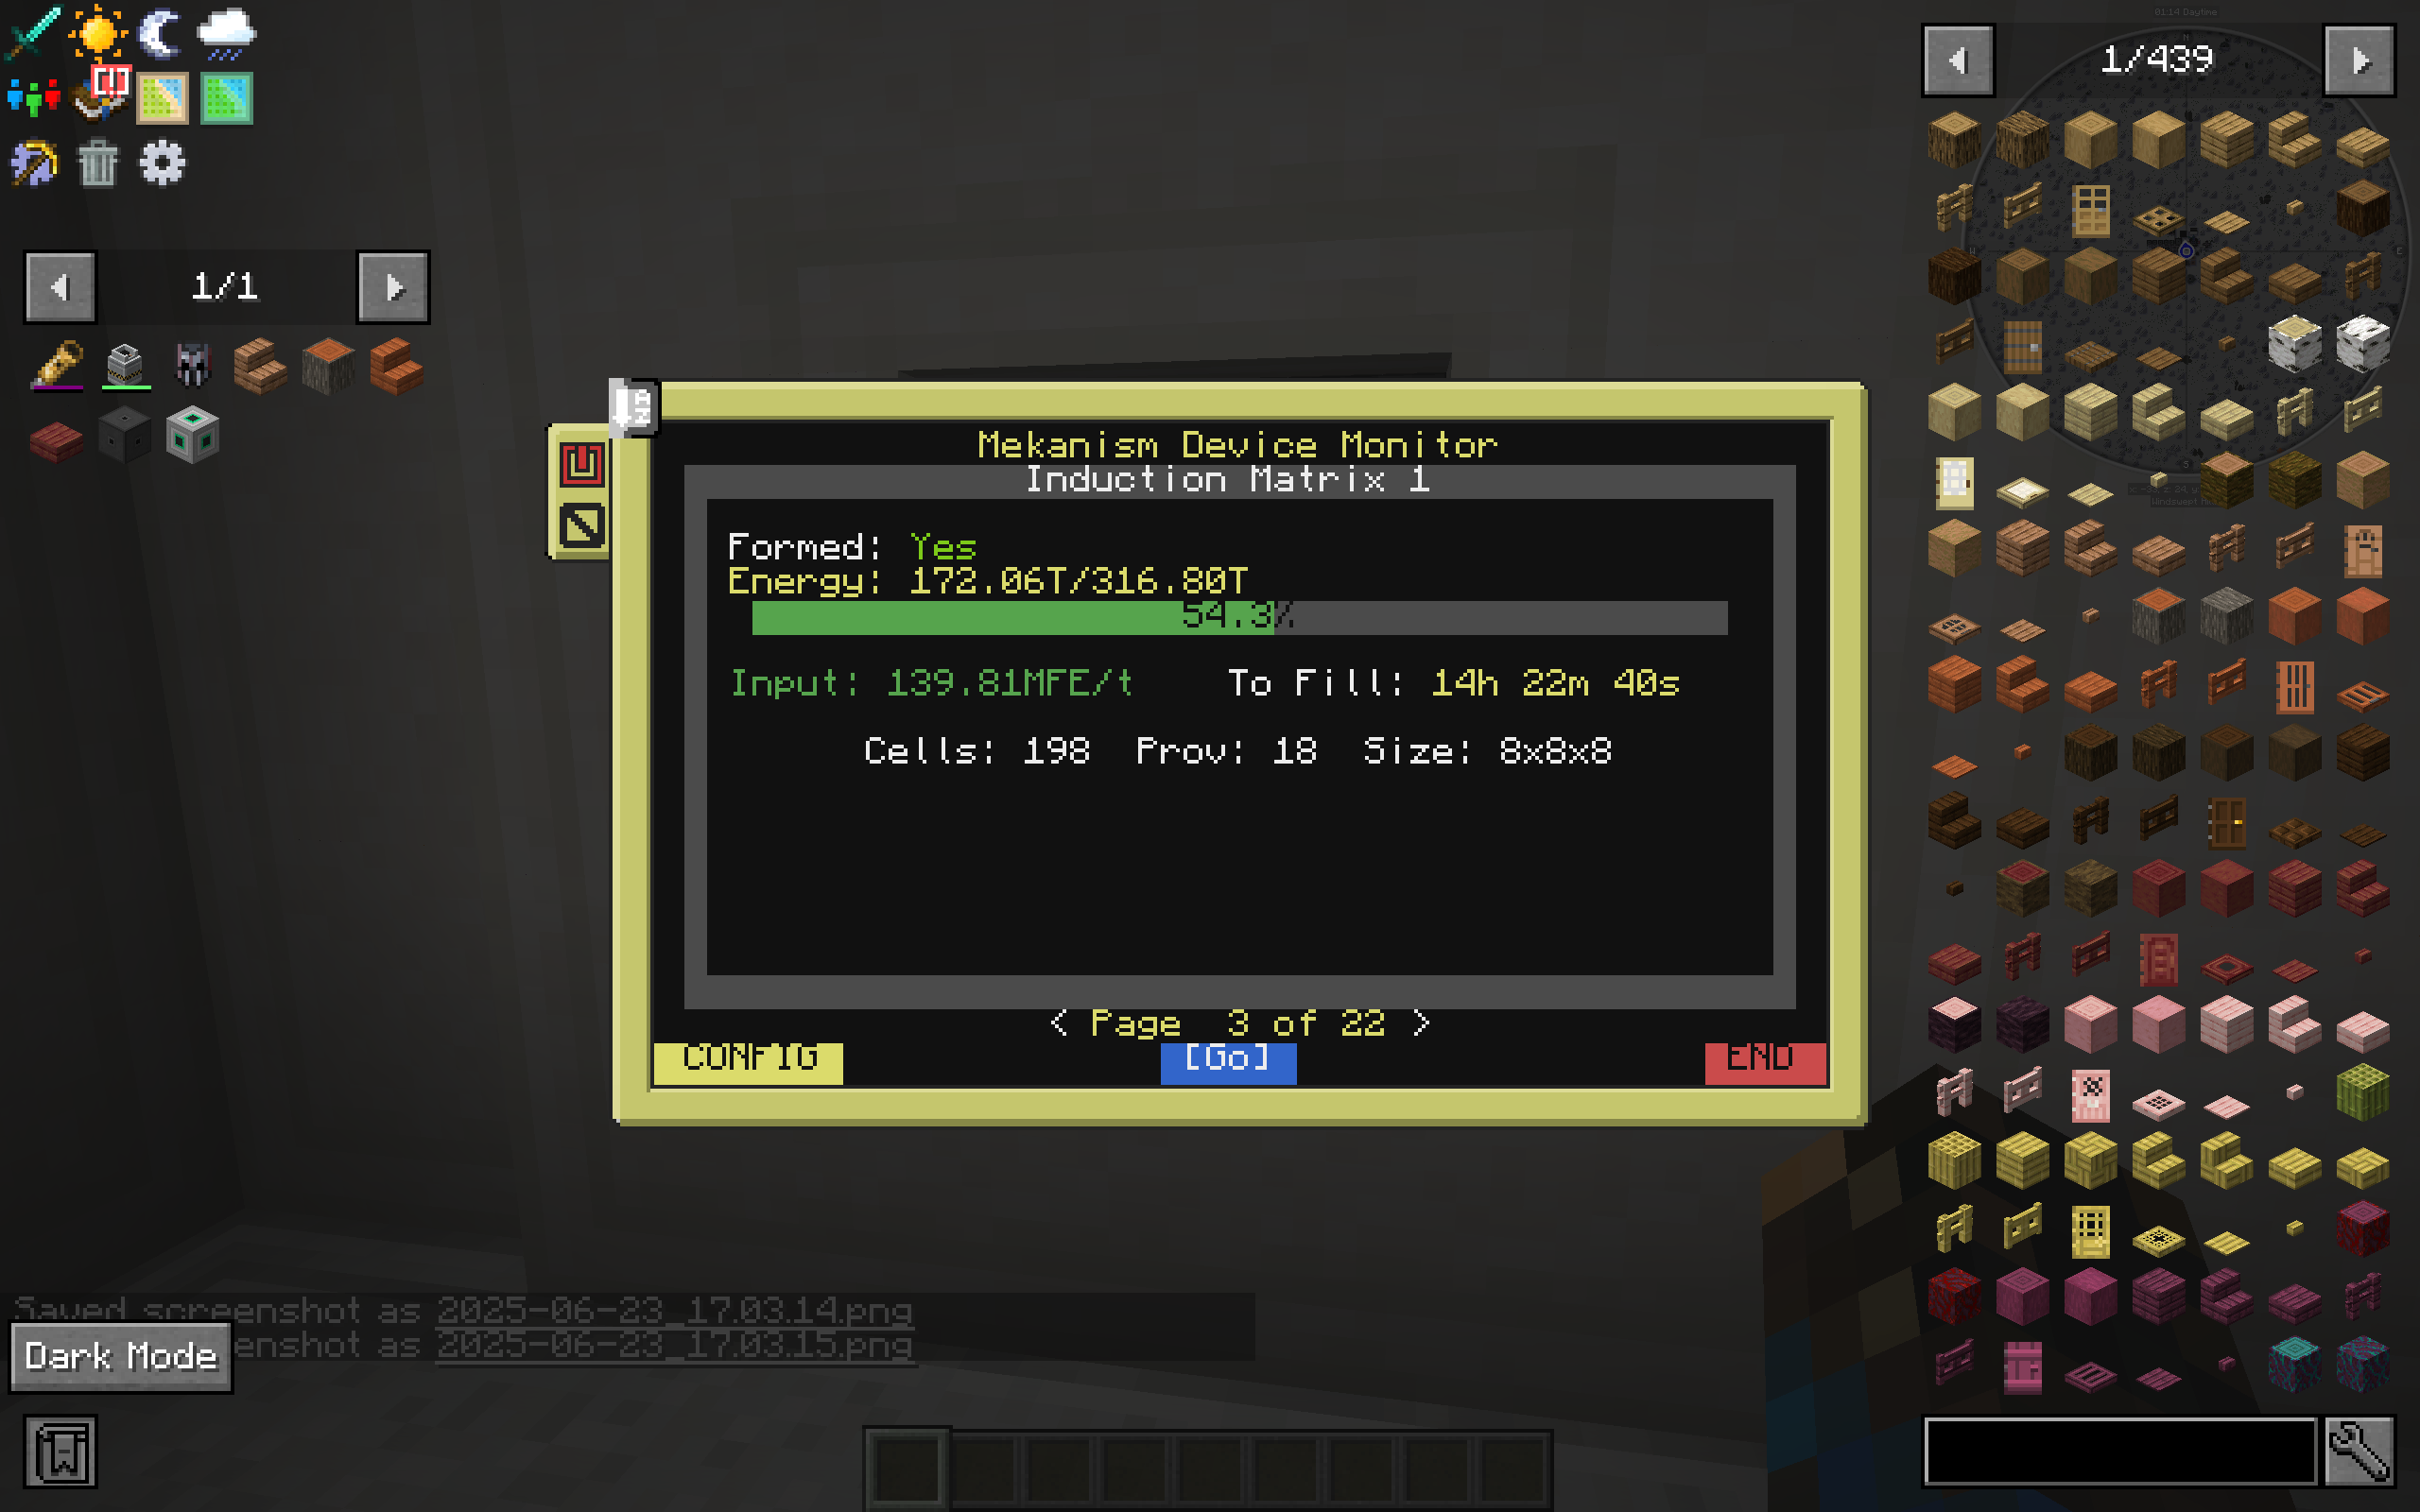 01:14 Daytime
1/439
1/1
Mekanism Device Monitor
Induction Matrix 1
Formed: Yes
Energy: 172.06T/316.80T
54.3%
Input: 139.81MFE/t To Fill: 14h 22m 40s
Cells: 198 Prov: 18 Size: 8x8x8
< Page 3 of 22 >
CONFIG [Go] END
Saved screenshot as 2025-06-23_17.03.14.png
enshot as 2025-06-23_17.03.15.png
Dark Mode